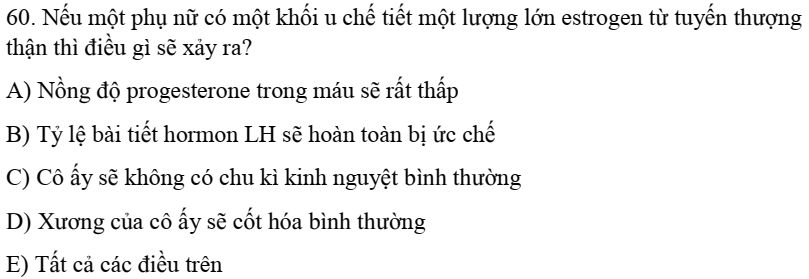 60. Nếu một phụ nữ có một khối u chế tiết một lượng lớn estrogen từ tuyến thượng
thận thì điều gì sẽ xảy ra?
A) Nồng độ progesterone trong máu sẽ rất thấp
B) Tỷ lệ bài tiết hormon LH sẽ hoàn toàn bị ức chế
C) Cô ấy sẽ không có chu kì kinh nguyệt bình thường
D) Xương của cô ấy sẽ cốt hóa bình thường
E) Tất cả các điều trên